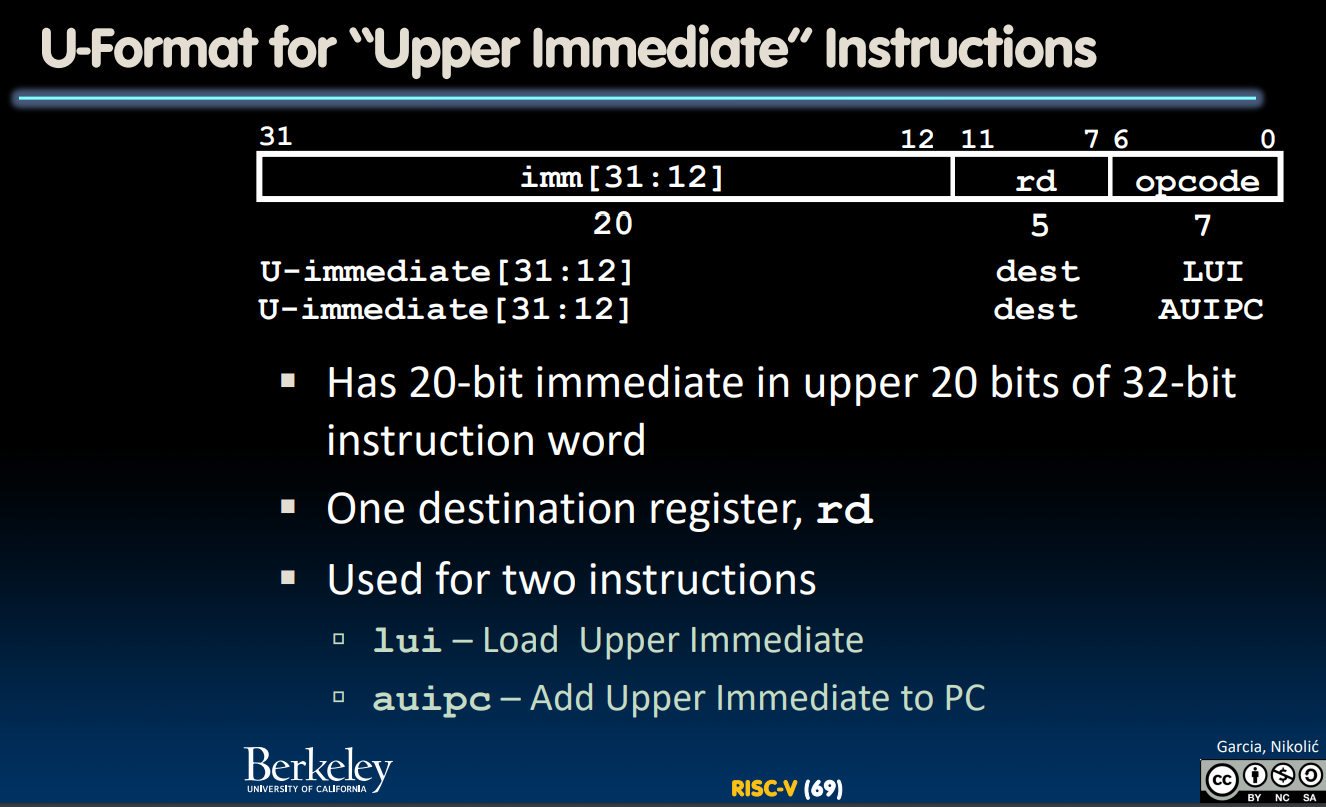 U-Format for “Upper Immediate” Instructions
31 12 11 7 6 0
imm[31:12] rd opcode
20 5 7
U-immediate[31:12] dest LUI
U-immediate[31:12] dest AUIPC
▪ Has 20-bit immediate in upper 20 bits of 32-bit
instruction word
▪ One destination register, rd
▪ Used for two instructions
▫ lui – Load Upper Immediate
▫ auipc – Add Upper Immediate to PC
Berkeley
UNIVERSITY OF CALIFORNIA
RISC-V (69)
Garcia, Nikolić
cc
BY NC SA